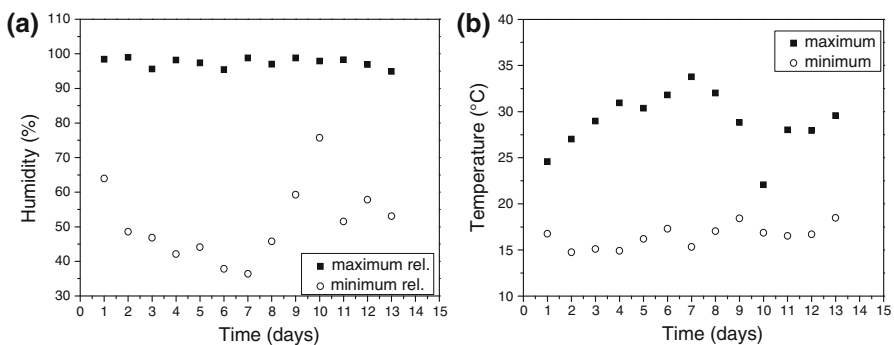 (a)
100
90
80
70
60
50
40
30
Humidity (%)
maximum rel.
minimum rel.
0 1 2 3 4 5 6 7 8 9 10 11 12 13 14 15
Time (days)
(b)
40
35
30
25
20
15
10
Temperature (°C)
maximum
minimum
0 1 2 3 4 5 6 7 8 9 10 11 12 13 14 15
Time (days)